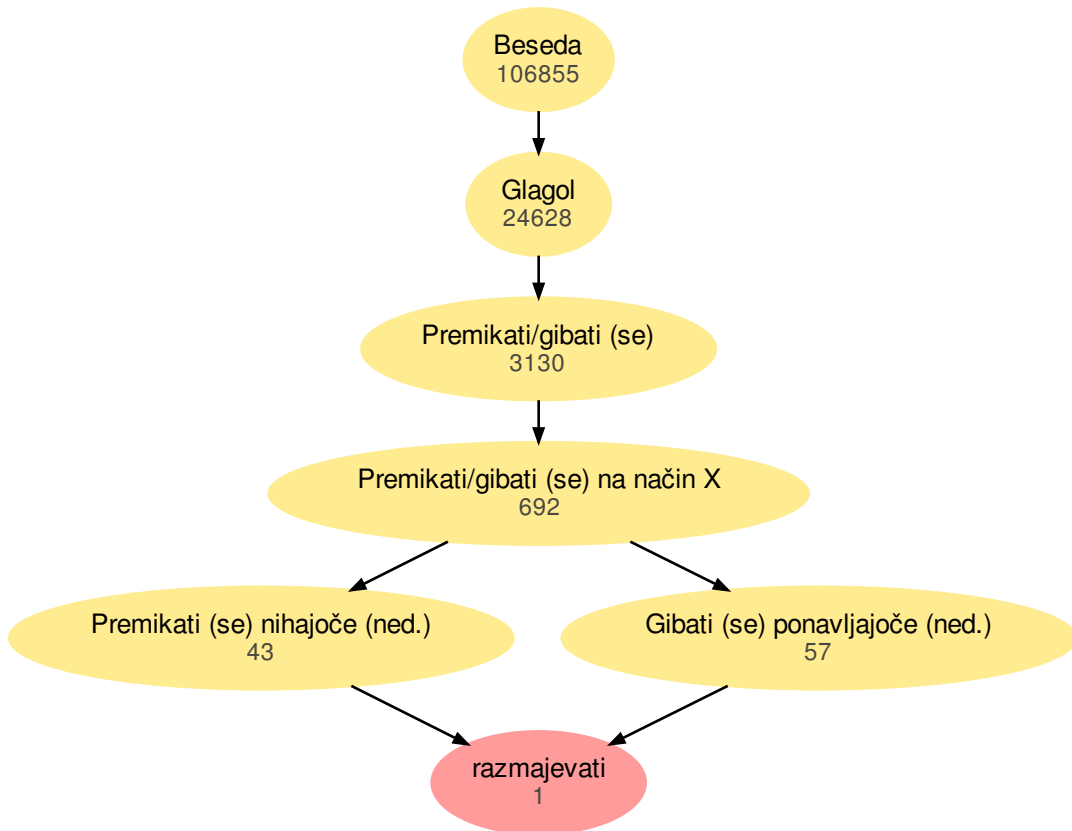 Beseda
106855
Glagol
24628
Premikati/gibati (se)
3130
Premikati/gibati (se) na način X
692
Premikati (se) nihajoče (ned.)
43
Gibati (se) ponavljajoče (ned.)
57
razmajevati
1